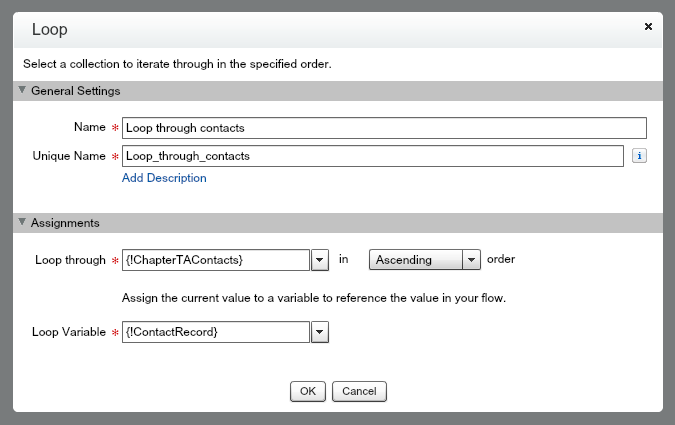 Loop
Select a collection to iterate through in the specified order.
General Settings
Name * Loop through contacts
Unique Name * Loop_through_contacts
Add Description
Assignments
Loop through * {!ChapterTAContacts} in Ascending order
Assign the current value to a variable to reference the value in your flow.
Loop Variable * {!ContactRecord}
OK Cancel